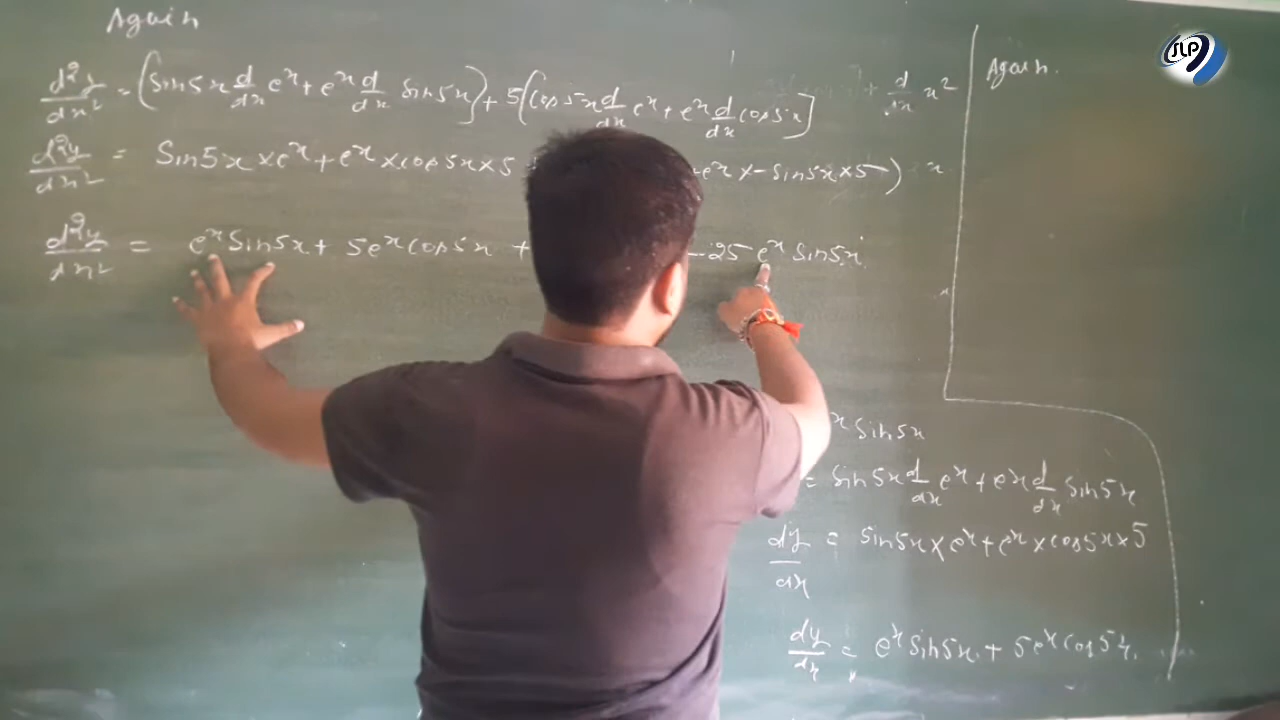 Again
d²y/dx² = (Sin5x d/dx eˣ + eˣ d/dx Sin5x) + 5(Cos5x d/dx eˣ + eˣ d/dx Cos5x)
d²y/dx² = Sin5x × eˣ + eˣ × cos5x × 5 eˣ × -Sin5x × 5)
d²y/dx² = eˣ Sin5x + 5eˣ Cos5x + -25 eˣ Sin5x
d/dx x²
SLP
Again.
x Sin5x
= Sin5x d/dx eˣ + eˣ d/dx Sin5x
dy/dx = Sin5x × eˣ + eˣ × cos5x × 5
dy/dx = eˣ Sin5x + 5eˣ Cos5x.